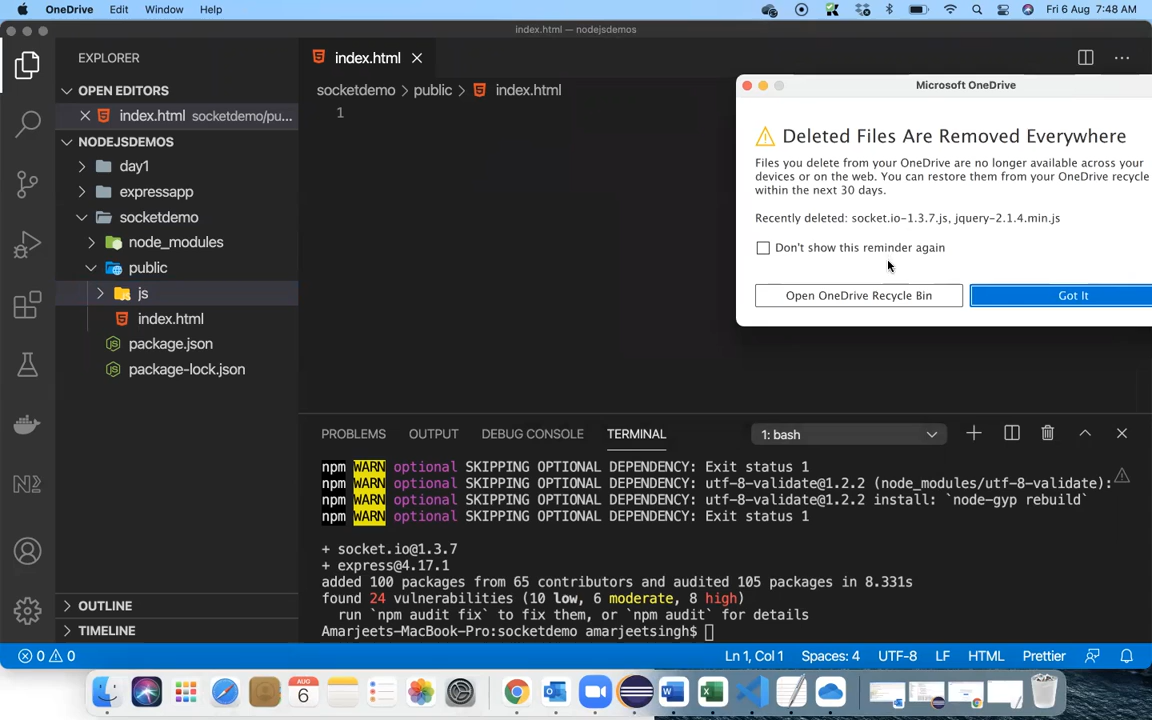 OneDrive Edit Window Help
Fri 6 Aug 7:48 AM
index.html — nodejsdemos
EXPLORER
OPEN EDITORS
index.html socketdemo/pu...
NODEJSDEMOS
day1
expressapp
socketdemo
node_modules
public
js
index.html
package.json
package-lock.json
OUTLINE
TIMELINE
index.html
socketdemo > public > index.html
1
Microsoft OneDrive
Deleted Files Are Removed Everywhere
Files you delete from your OneDrive are no longer available across your
devices or on the web. You can restore them from your OneDrive recycle
within the next 30 days.
Recently deleted: socket.io-1.3.7.js, jquery-2.1.4.min.js
Don't show this reminder again
Open OneDrive Recycle Bin
Got It
PROBLEMS OUTPUT DEBUG CONSOLE TERMINAL
1: bash
npm WARN optional SKIPPING OPTIONAL DEPENDENCY: Exit status 1
npm WARN optional SKIPPING OPTIONAL DEPENDENCY: utf-8-validate@1.2.2 (node_modules/utf-8-validate):
npm WARN optional SKIPPING OPTIONAL DEPENDENCY: utf-8-validate@1.2.2 install: `node-gyp rebuild`
npm WARN optional SKIPPING OPTIONAL DEPENDENCY: Exit status 1
+ socket.io@1.3.7
+ express@4.17.1
added 100 packages from 65 contributors and audited 105 packages in 8.331s
found 24 vulnerabilities (10 low, 6 moderate, 8 high)
run `npm audit fix` to fix them, or `npm audit` for details
Amarjeets-MacBook-Pro:socketdemo amarjeetsingh$
0 0
Ln 1, Col 1 Spaces: 4 UTF-8 LF HTML Prettier
AUG
6